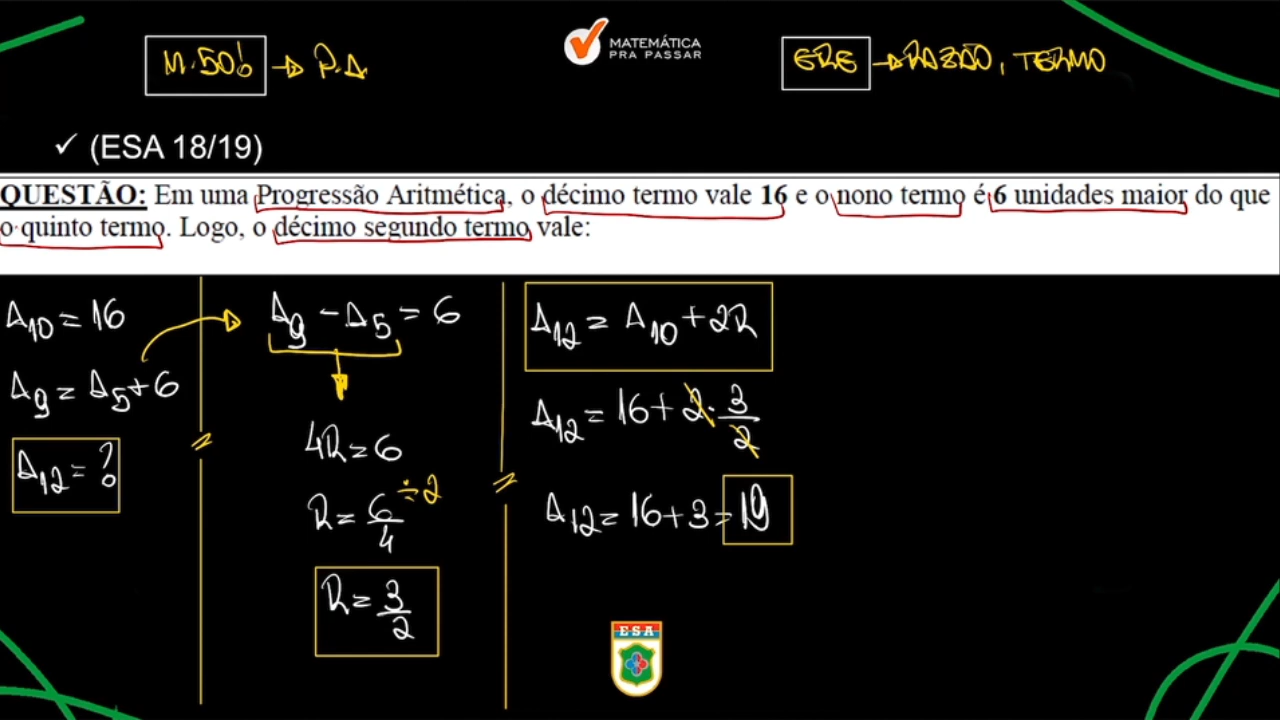 M.50% → P.A
MATEMÁTICA
PRA PASSAR
→ RAZÃO, TERMO
✓ (ESA 18/19)
QUESTÃO: Em uma Progressão Aritmética, o décimo termo vale 16 e o nono termo é 6 unidades maior do que
o quinto termo. Logo, o décimo segundo termo vale:
A10 = 16
A9 = A5 + 6
A12 = ?
A9 - A5 = 6
4R = 6
R = 6/4 ÷2
R = 3/2
A12 = A10 + 2R
A12 = 16 + 2 · 3/2
A12 = 16 + 3 = 19
ESA